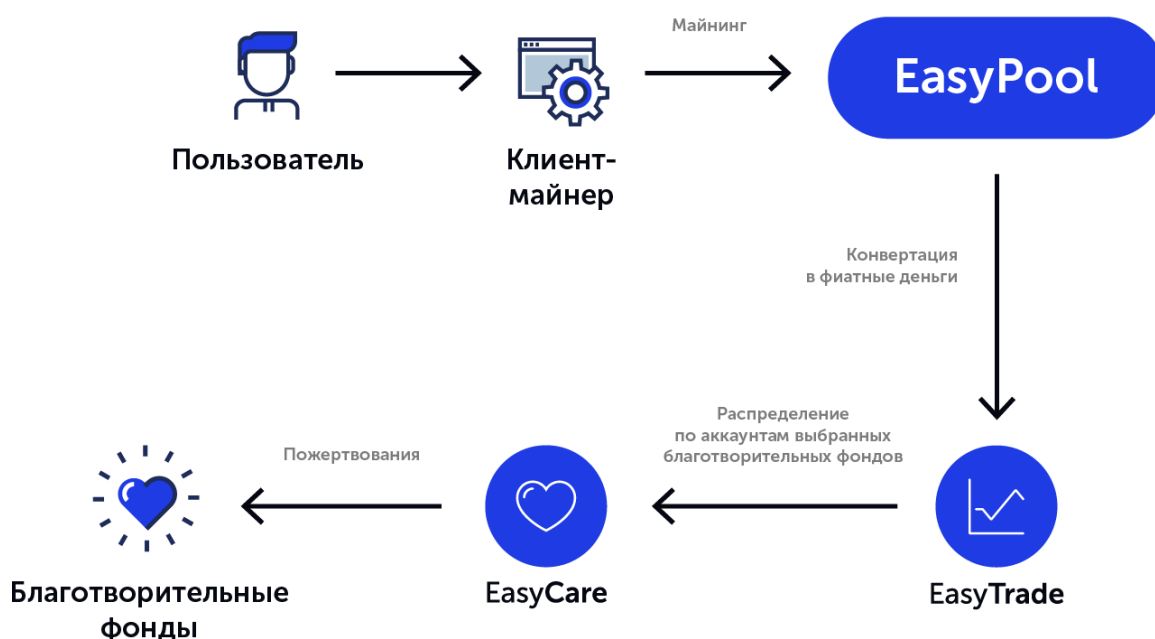 Майнинг
EasyPool
Пользователь
Клиент-
майнер
Конвертация
в фиатные деньги
Распределение
по аккаунтам выбранных
благотворительных фондов
Пожертвования
Благотворительные
фонды
EasyCare
EasyTrade